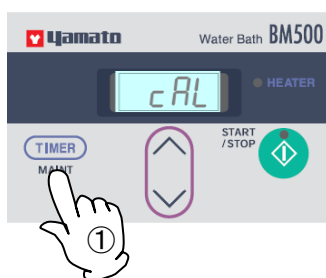 Yamato Water Bath BM500
cAL
HEATER
START
/STOP
TIMER
MAINT
①